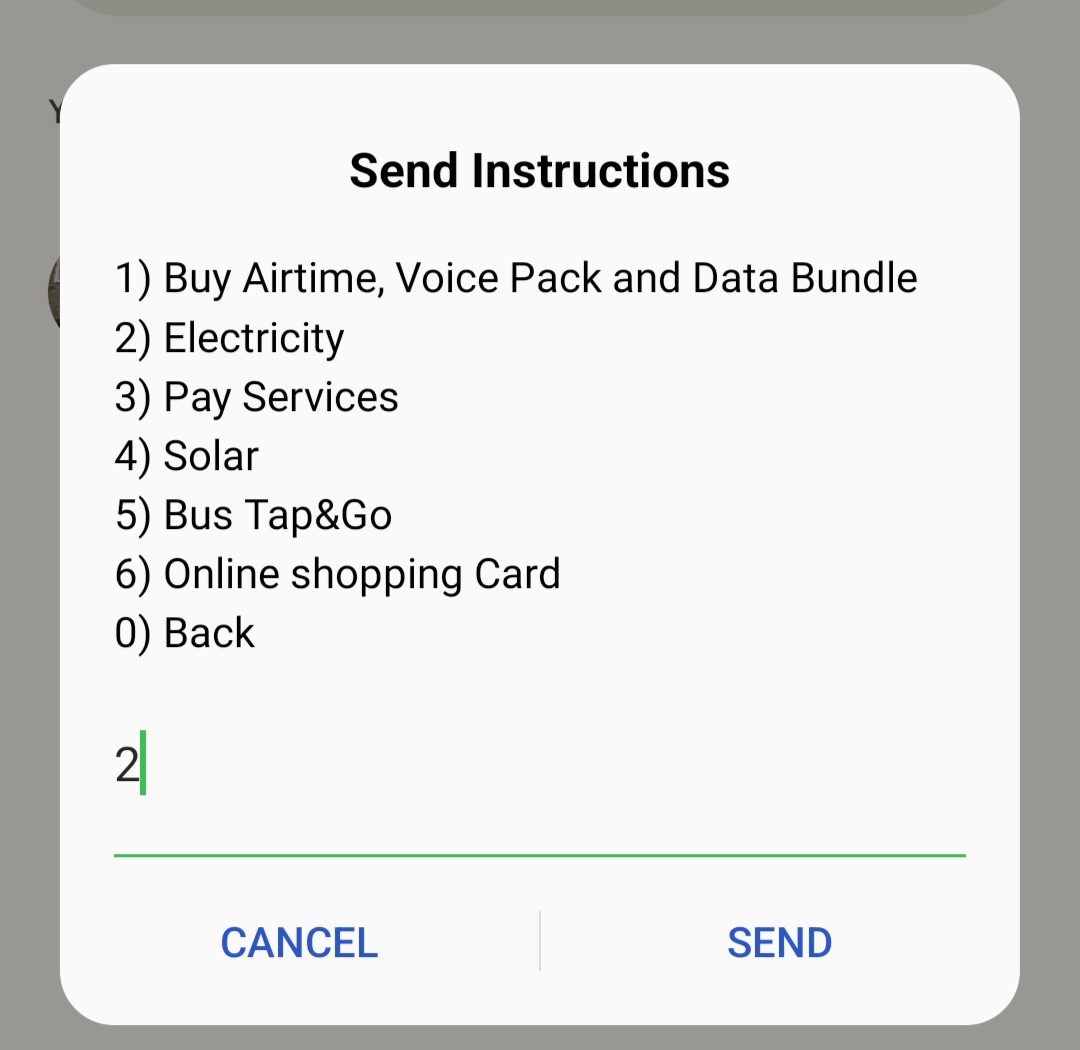 Send Instructions
1) Buy Airtime, Voice Pack and Data Bundle
2) Electricity
3) Pay Services
4) Solar
5) Bus Tap&Go
6) Online shopping Card
0) Back
2
CANCEL
SEND